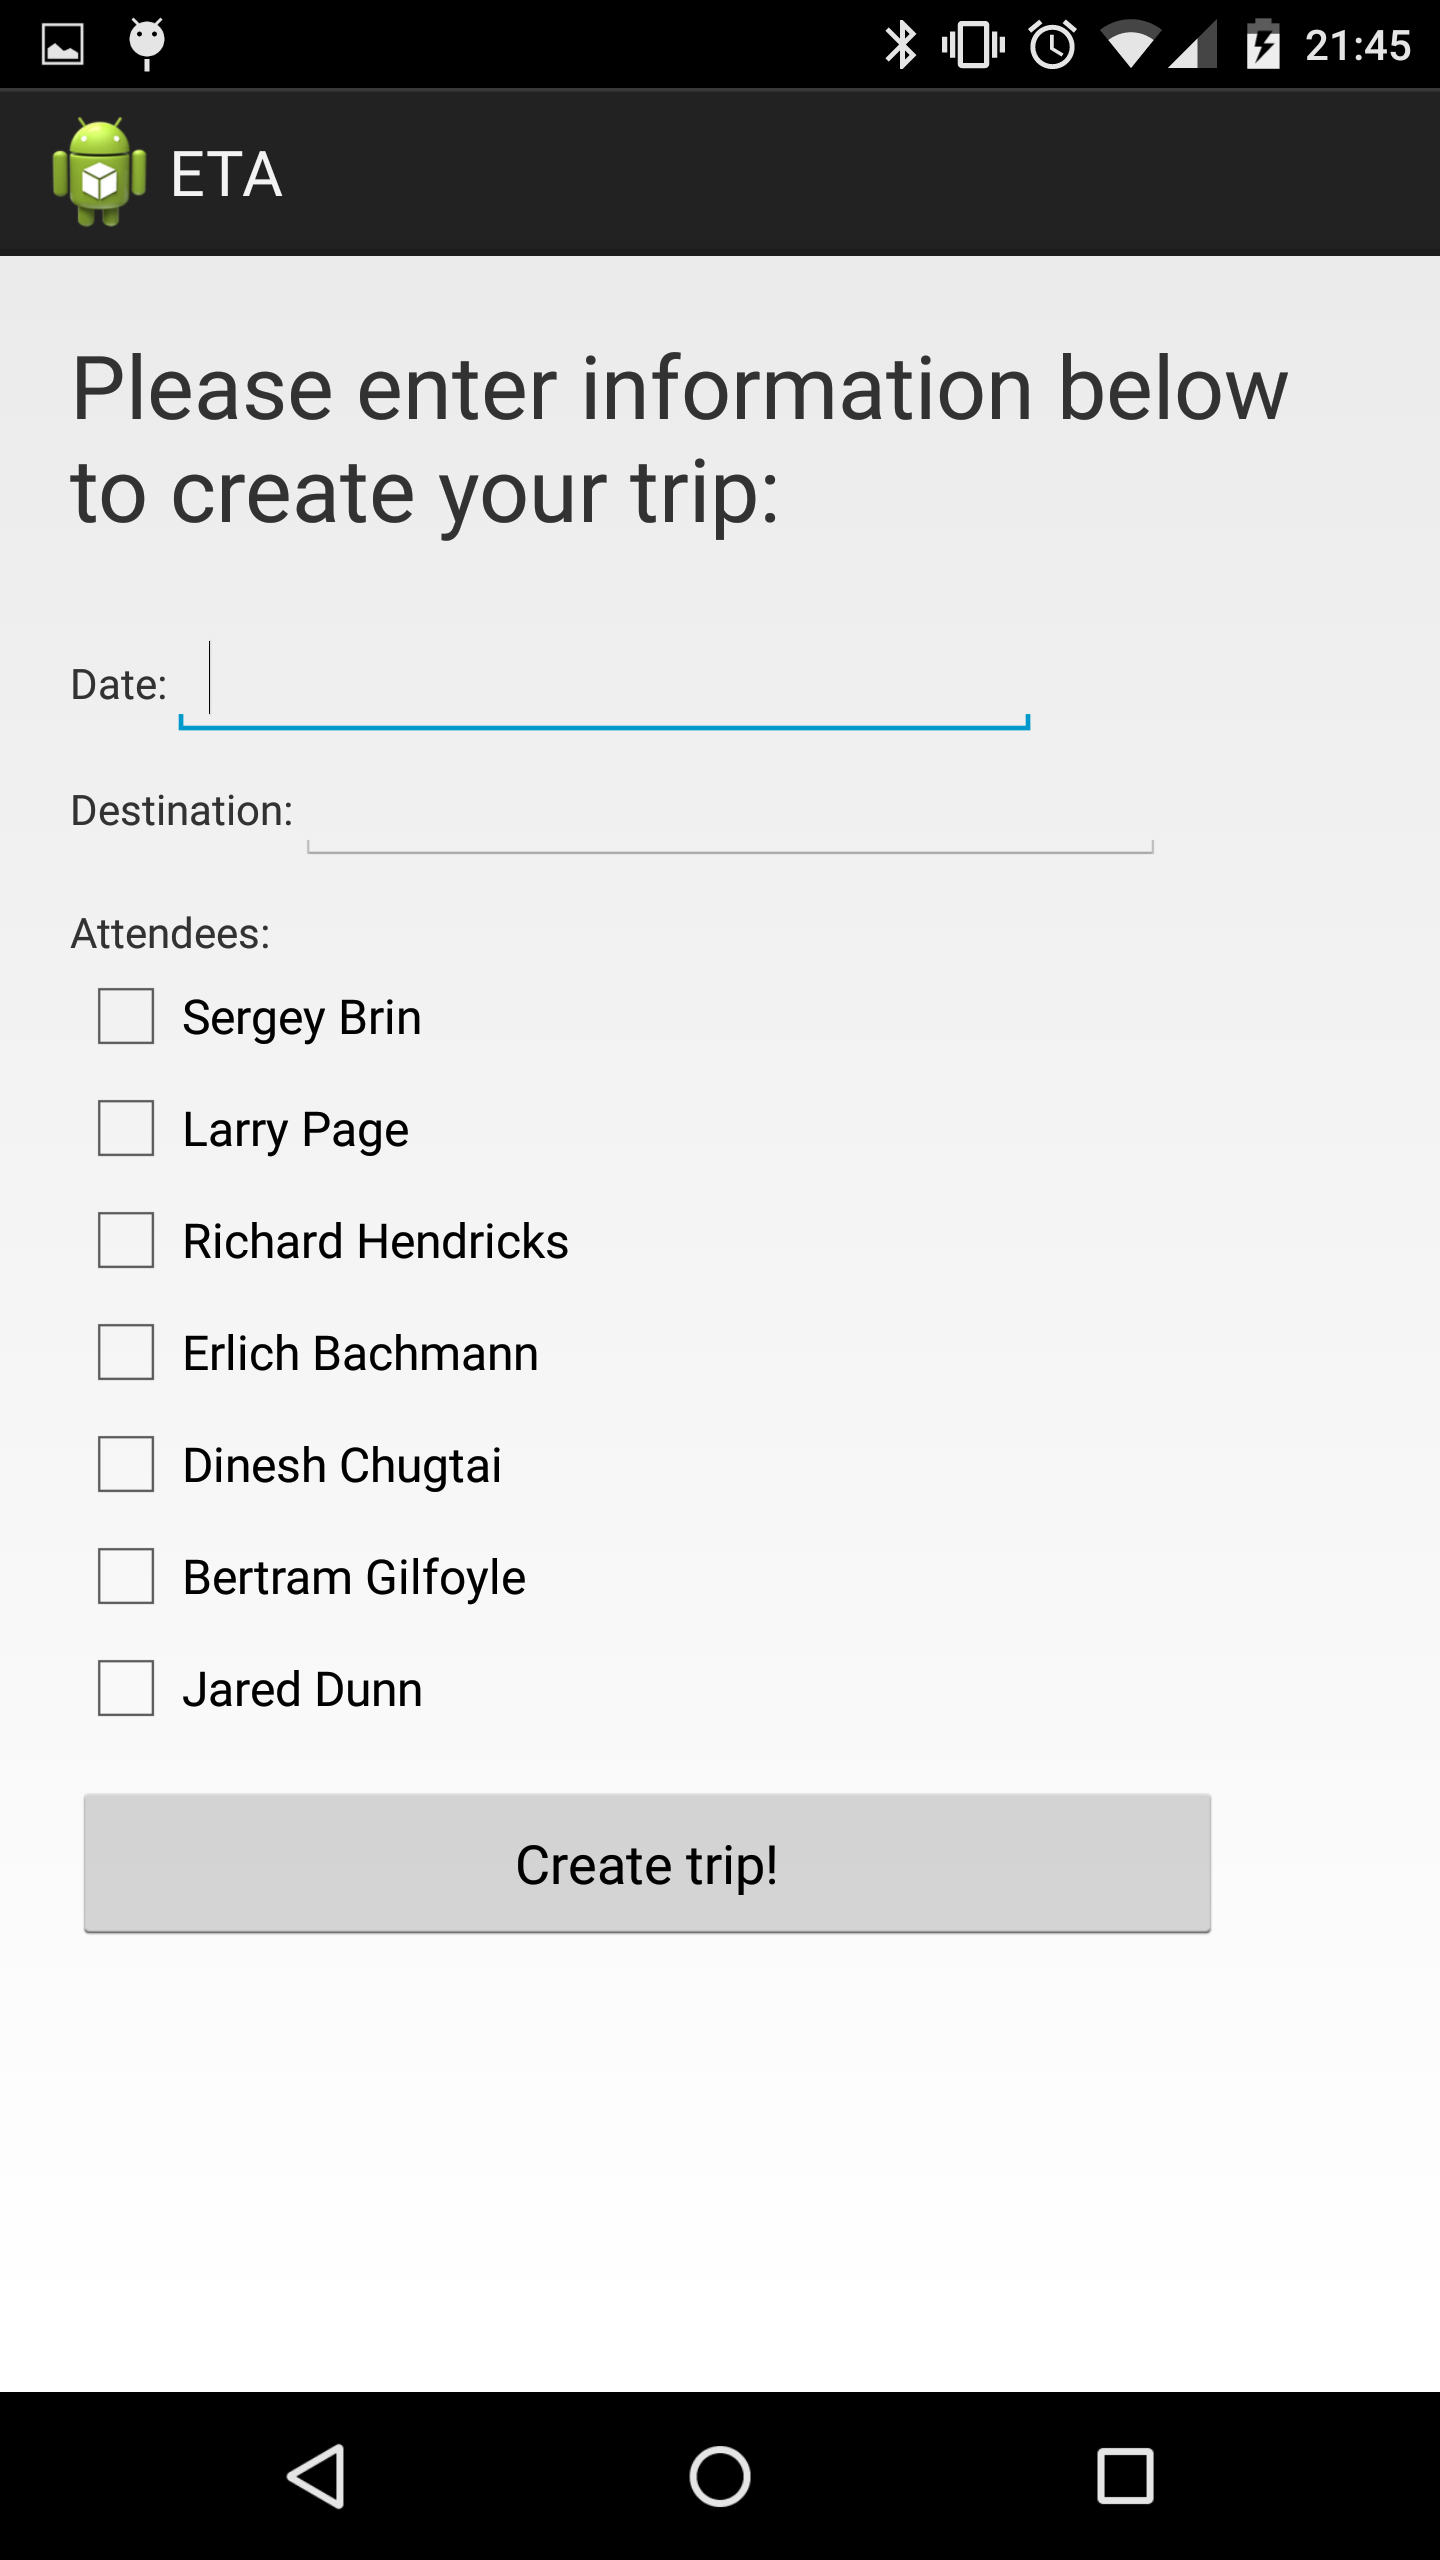 21:45
ETA
Please enter information below
to create your trip:
Date:
Destination:
Attendees:
Sergey Brin
Larry Page
Richard Hendricks
Erlich Bachmann
Dinesh Chugtai
Bertram Gilfoyle
Jared Dunn
Create trip!